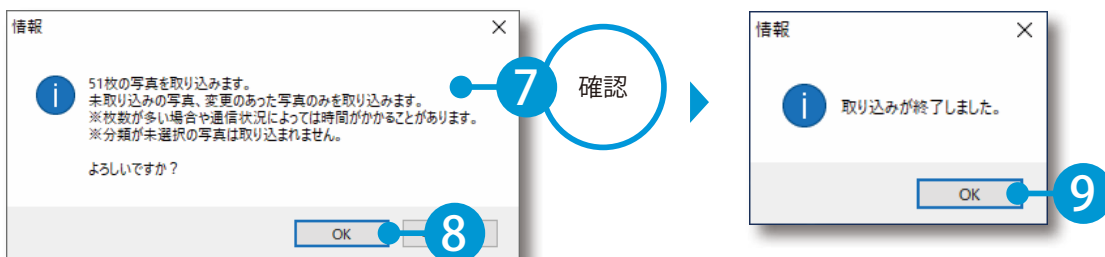 情報
51枚の写真を取り込みます。
未取り込みの写真、変更のあった写真のみを取り込みます。
※枚数が多い場合や通信状況によっては時間がかかることがあります。
※分類が未選択の写真は取り込まれません。
よろしいですか?
OK
8
7
確認
情報
取り込みが終了しました。
OK
9